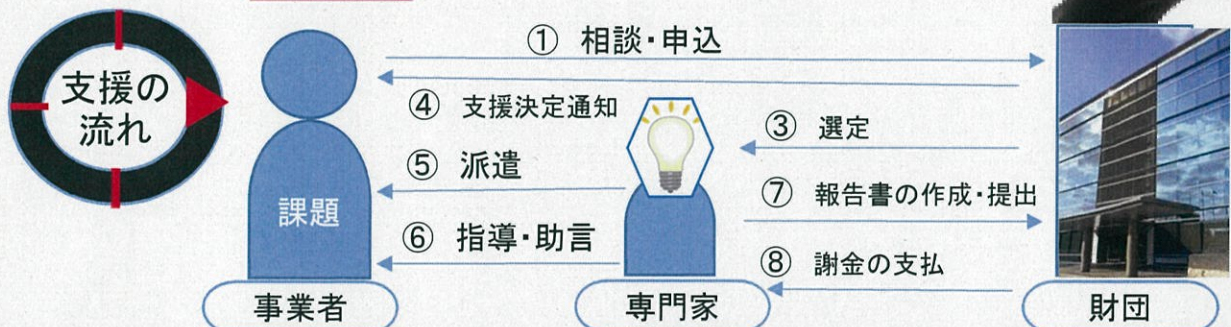 支援の
流れ
① 相談・申込
④ 支援決定通知
③ 選定
⑤ 派遣
⑦ 報告書の作成・提出
課題
⑥ 指導・助言
⑧ 謝金の支払
事業者
専門家
財団